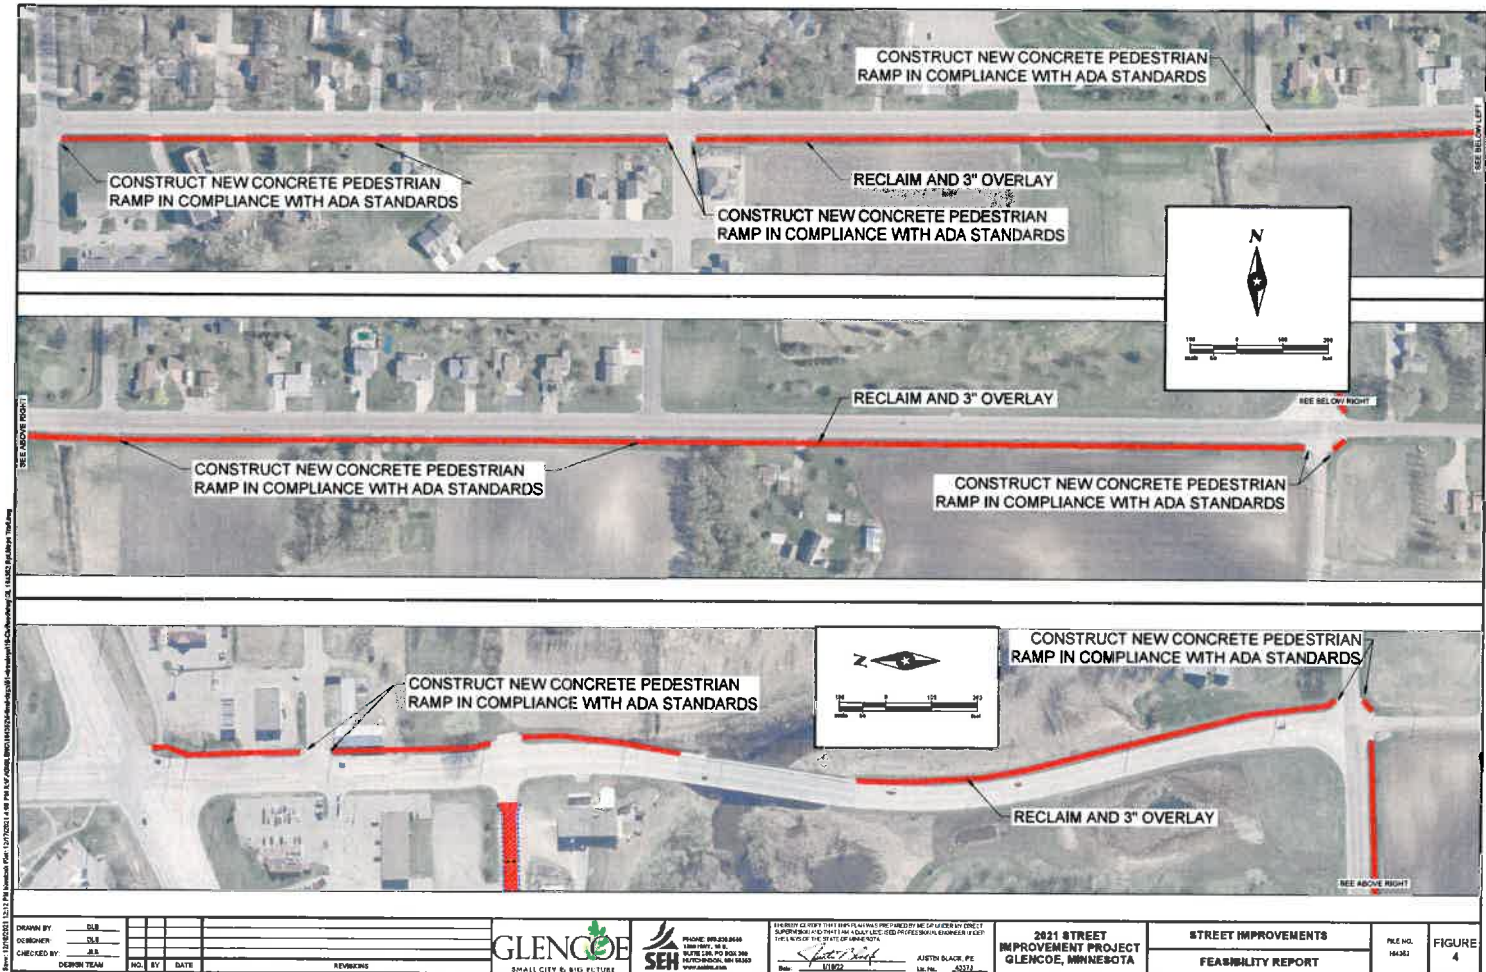 CONSTRUCT NEW CONCRETE PEDESTRIAN
RAMP IN COMPLIANCE WITH ADA STANDARDS
SEE BELOW LEFT
CONSTRUCT NEW CONCRETE PEDESTRIAN
RAMP IN COMPLIANCE WITH ADA STANDARDS
RECLAIM AND 3" OVERLAY
CONSTRUCT NEW CONCRETE PEDESTRIAN
RAMP IN COMPLIANCE WITH ADA STANDARDS
N
SEE ABOVE RIGHT
RECLAIM AND 3" OVERLAY
SEE BELOW RIGHT
CONSTRUCT NEW CONCRETE PEDESTRIAN
RAMP IN COMPLIANCE WITH ADA STANDARDS
CONSTRUCT NEW CONCRETE PEDESTRIAN
RAMP IN COMPLIANCE WITH ADA STANDARDS
CONSTRUCT NEW CONCRETE PEDESTRIAN
RAMP IN COMPLIANCE WITH ADA STANDARDS
N
CONSTRUCT NEW CONCRETE PEDESTRIAN
RAMP IN COMPLIANCE WITH ADA STANDARDS
RECLAIM AND 3" OVERLAY
SEE ABOVE RIGHT
DRAWN BY
DESIGNER
CHECKED BY
DESIGN TEAM
NO. BY DATE REVISIONS
GLENCOE
SMALL CITY BIG FUTURE
SEH
JUSTIN BLACK, PE
2021 STREET
IMPROVEMENT PROJECT
GLENCOE, MINNESOTA
STREET IMPROVEMENTS
FEASIBILITY REPORT
FILE NO.
FIGURE
4